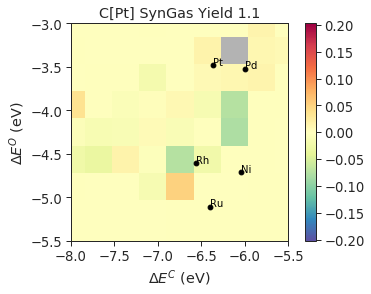 C[Pt] SynGas Yield 1.1
−3.0
−3.5
−4.0
−4.5
−5.0
−5.5
ΔE^O (eV)
Pt
Pd
Rh
Ni
Ru
−8.0 −7.5 −7.0 −6.5 −6.0 −5.5
ΔE^C (eV)
0.20
0.15
0.10
0.05
0.00
−0.05
−0.10
−0.15
−0.20